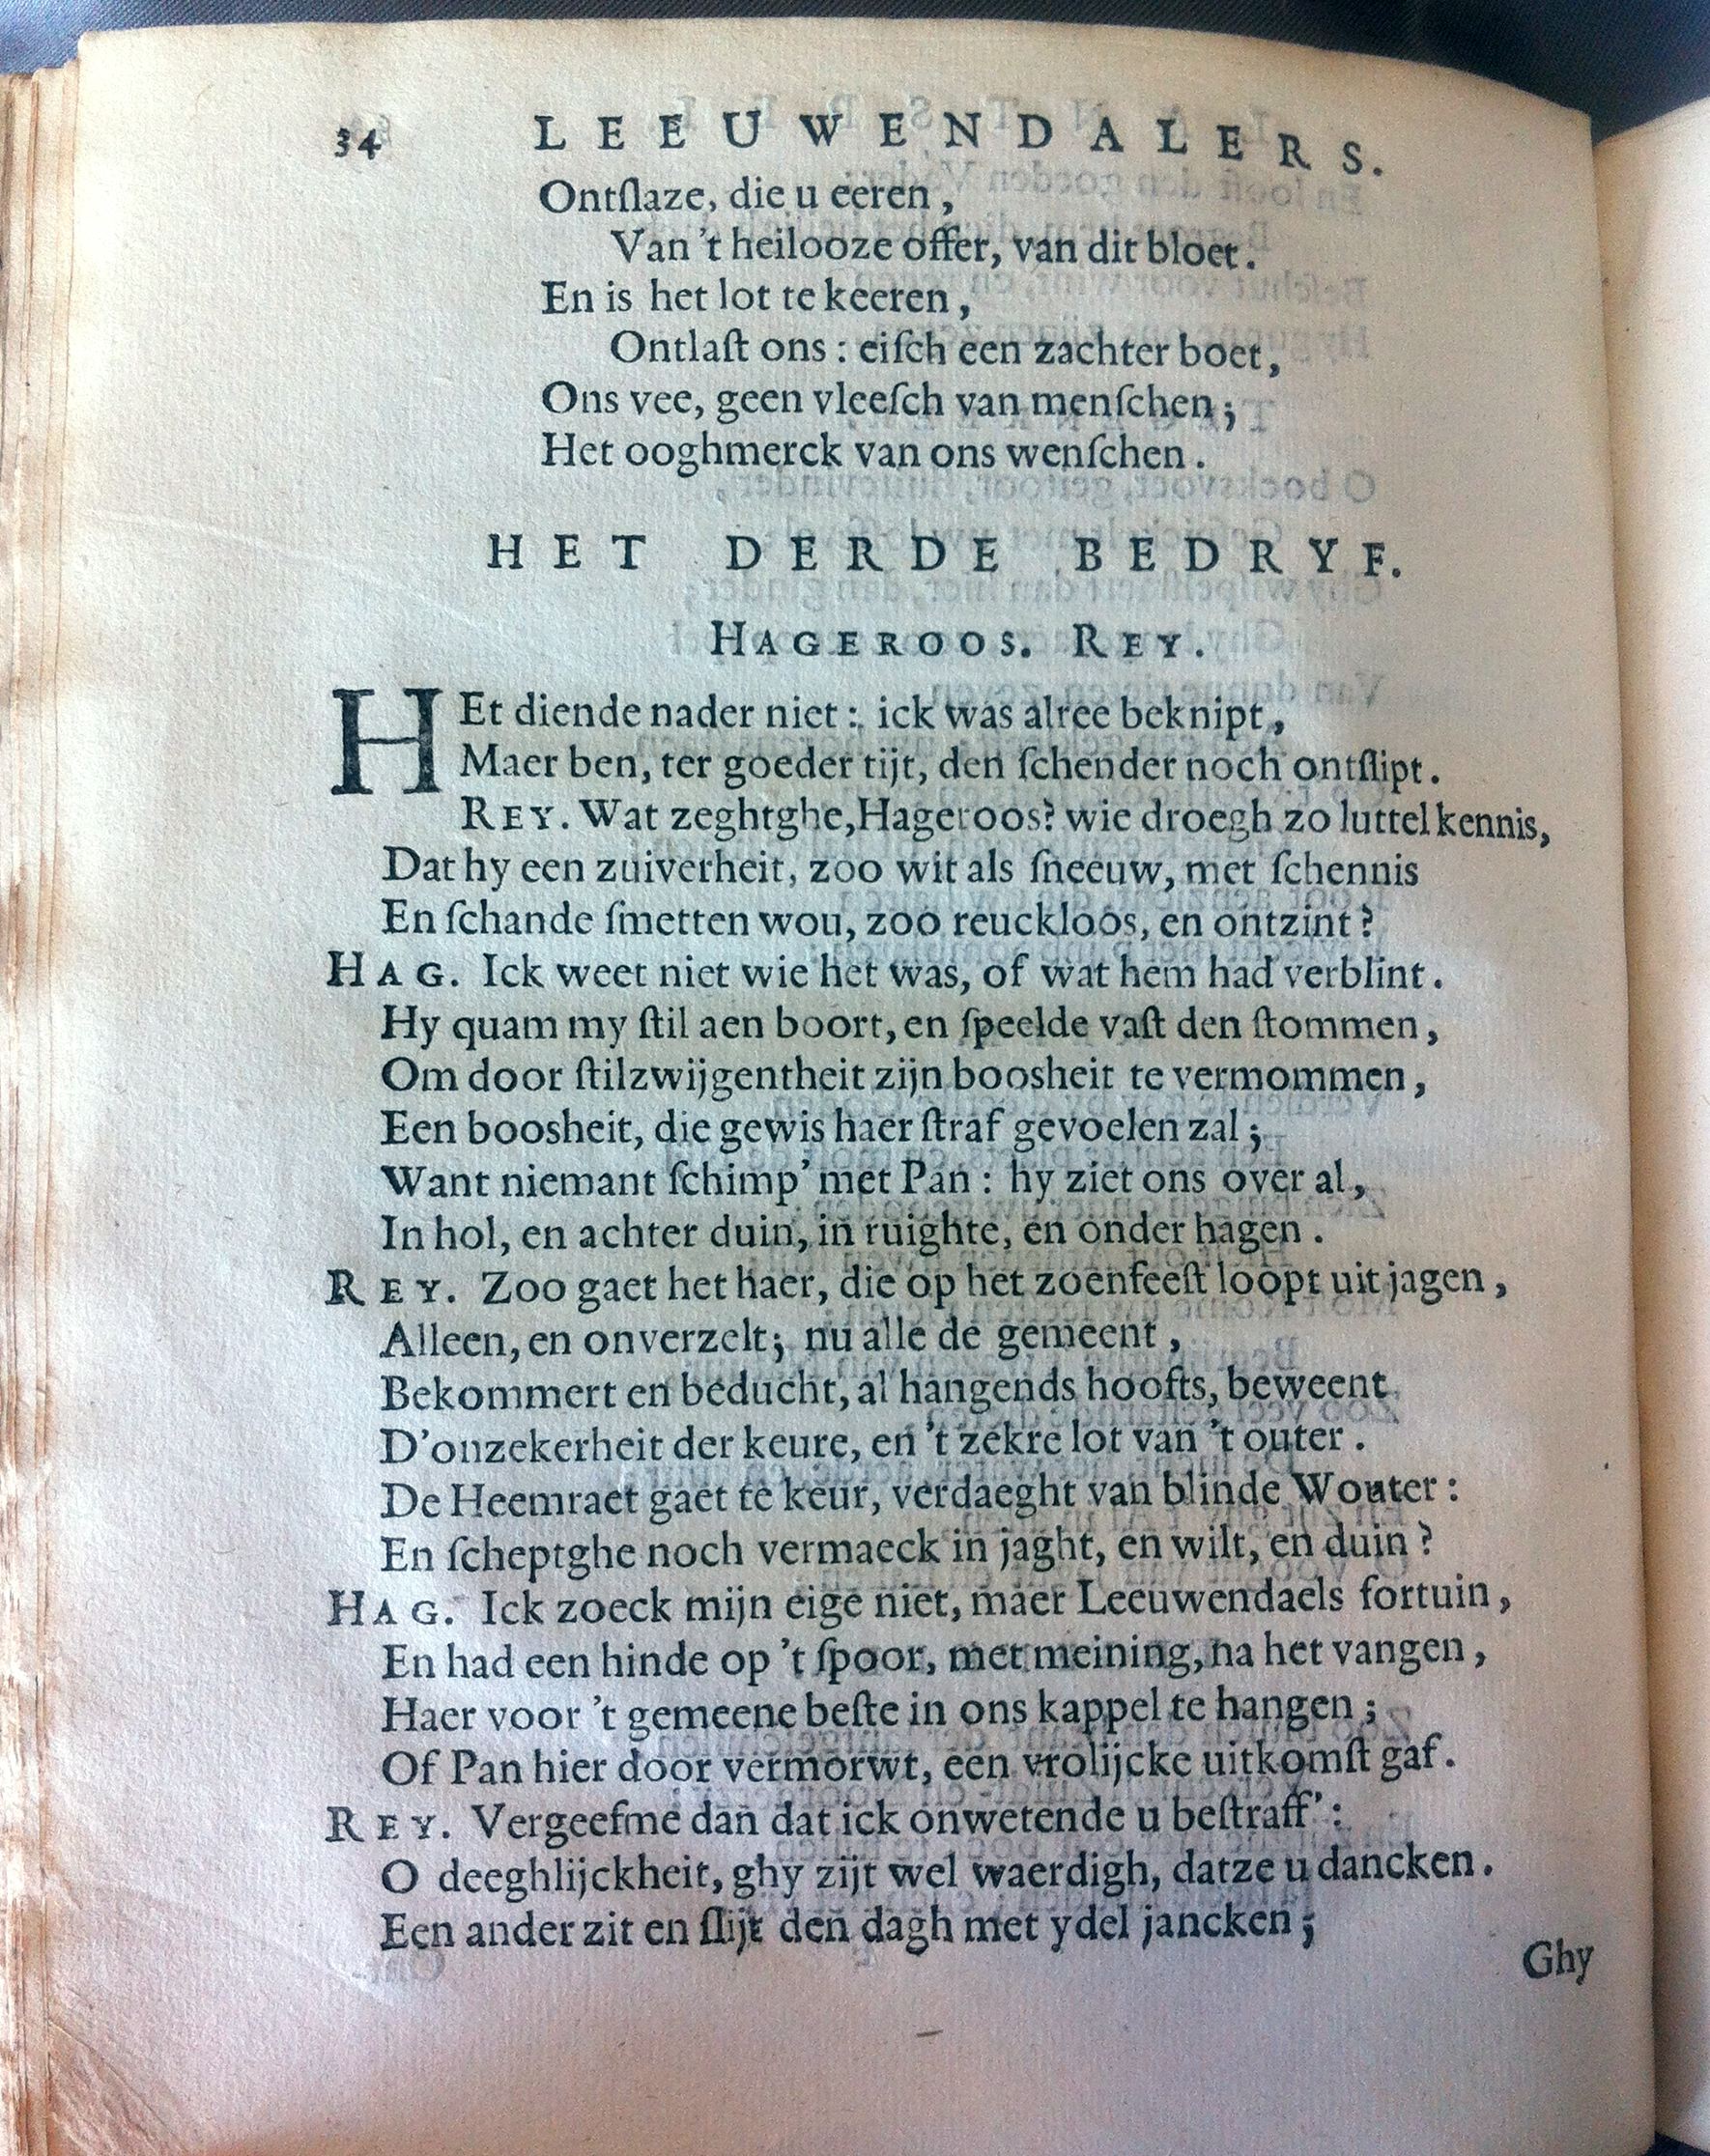 34 LEEUWENDALERS.
Ontſlaze, die u eeren,
Van 't heilooze offer, van dit bloet.
En is het lot te keeren,
Ontlaſt ons : eiſch een zachter boet,
Ons vee, geen vleeſch van menſchen;
Het ooghmerck van ons wenſchen.
HET DERDE BEDRYF.
HAGEROOS. REY.
HEt diende nader niet : ick was alree beknipt,
Maer ben, ter goeder tijt, den ſchender noch ontſlipt.
REY. Wat zeghtghe, Hageroos? wie droegh zo luttel kennis,
Dat hy een zuiverheit, zoo wit als ſneeuw, met ſchennis
En ſchande ſmetten wou, zoo reuckloos, en ontzint?
HAG. Ick weet niet wie het was, of wat hem had verblint.
Hy quam my ſtil aen boort, en ſpeelde vaſt den ſtommen,
Om door ſtilzwijgentheit zijn boosheit te vermommen,
Een boosheit, die gewis haer ſtraf gevoelen zal;
Want niemant ſchimp' met Pan : hy ziet ons over al,
In hol, en achter duin, in ruighte, en onder hagen.
REY. Zoo gaet het haer, die op het zoenfeeſt loopt uit jagen,
Alleen, en onverzelt; nu alle de gemeent,
Bekommert en beducht, al hangends hoofts, beweent
D'onzekerheit der keure, en 't zekre lot van 't outer.
De Heemraet gaet te keur, verdaeght van blinde Wouter:
En ſcheptghe noch vermaeck in jaght, en wilt, en duin?
HAG. Ick zoeck mijn eige niet, maer Leeuwendaels fortuin,
En had een hinde op 't ſpoor, met meining, na het vangen,
Haer voor 't gemeene beſte in ons kappel te hangen;
Of Pan hier door vermorwt, een vrolijcke uitkomſt gaf.
REY. Vergeefme dan dat ick onwetende u beſtraff':
O deeghlijckheit, ghy zijt wel waerdigh, datze u dancken.
Een ander zit en ſlijt den dagh met ydel jancken;
Ghy